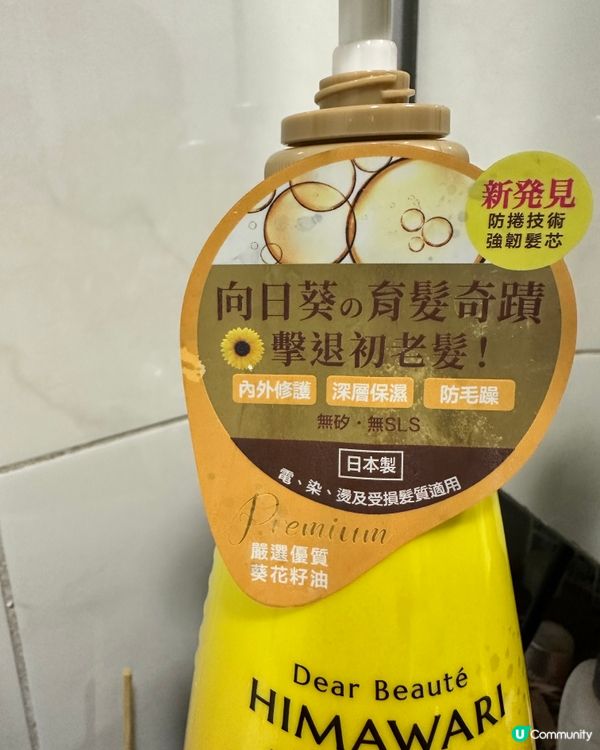 新発見
防捲技術
強韌髮芯
向日葵の育髮奇蹟
擊退初老髮！
內外修護 深層保濕 防毛躁
無矽・無SLS
日本製
電、染、燙及受損髮質適用
Premium
嚴選優質
葵花籽油
Dear Beauté
HIMAWARI
U Community